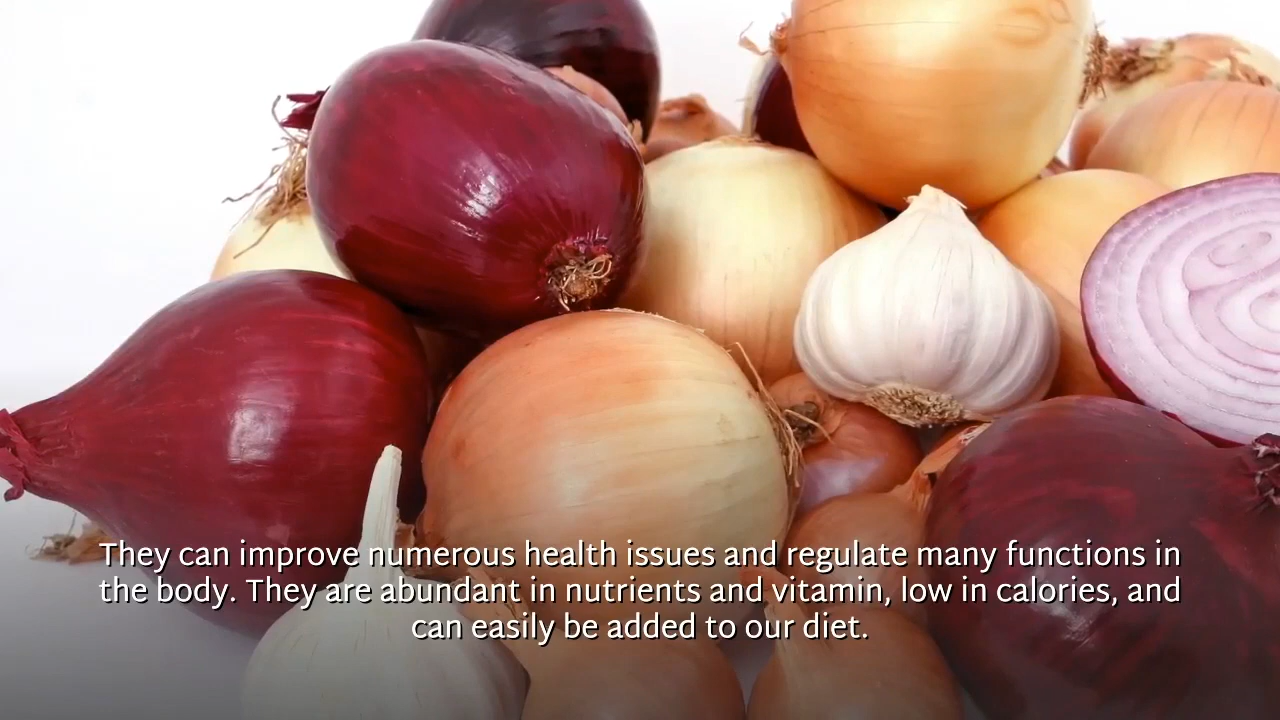 They can improve numerous health issues and regulate many functions in
the body. They are abundant in nutrients and vitamin, low in calories, and
can easily be added to our diet.